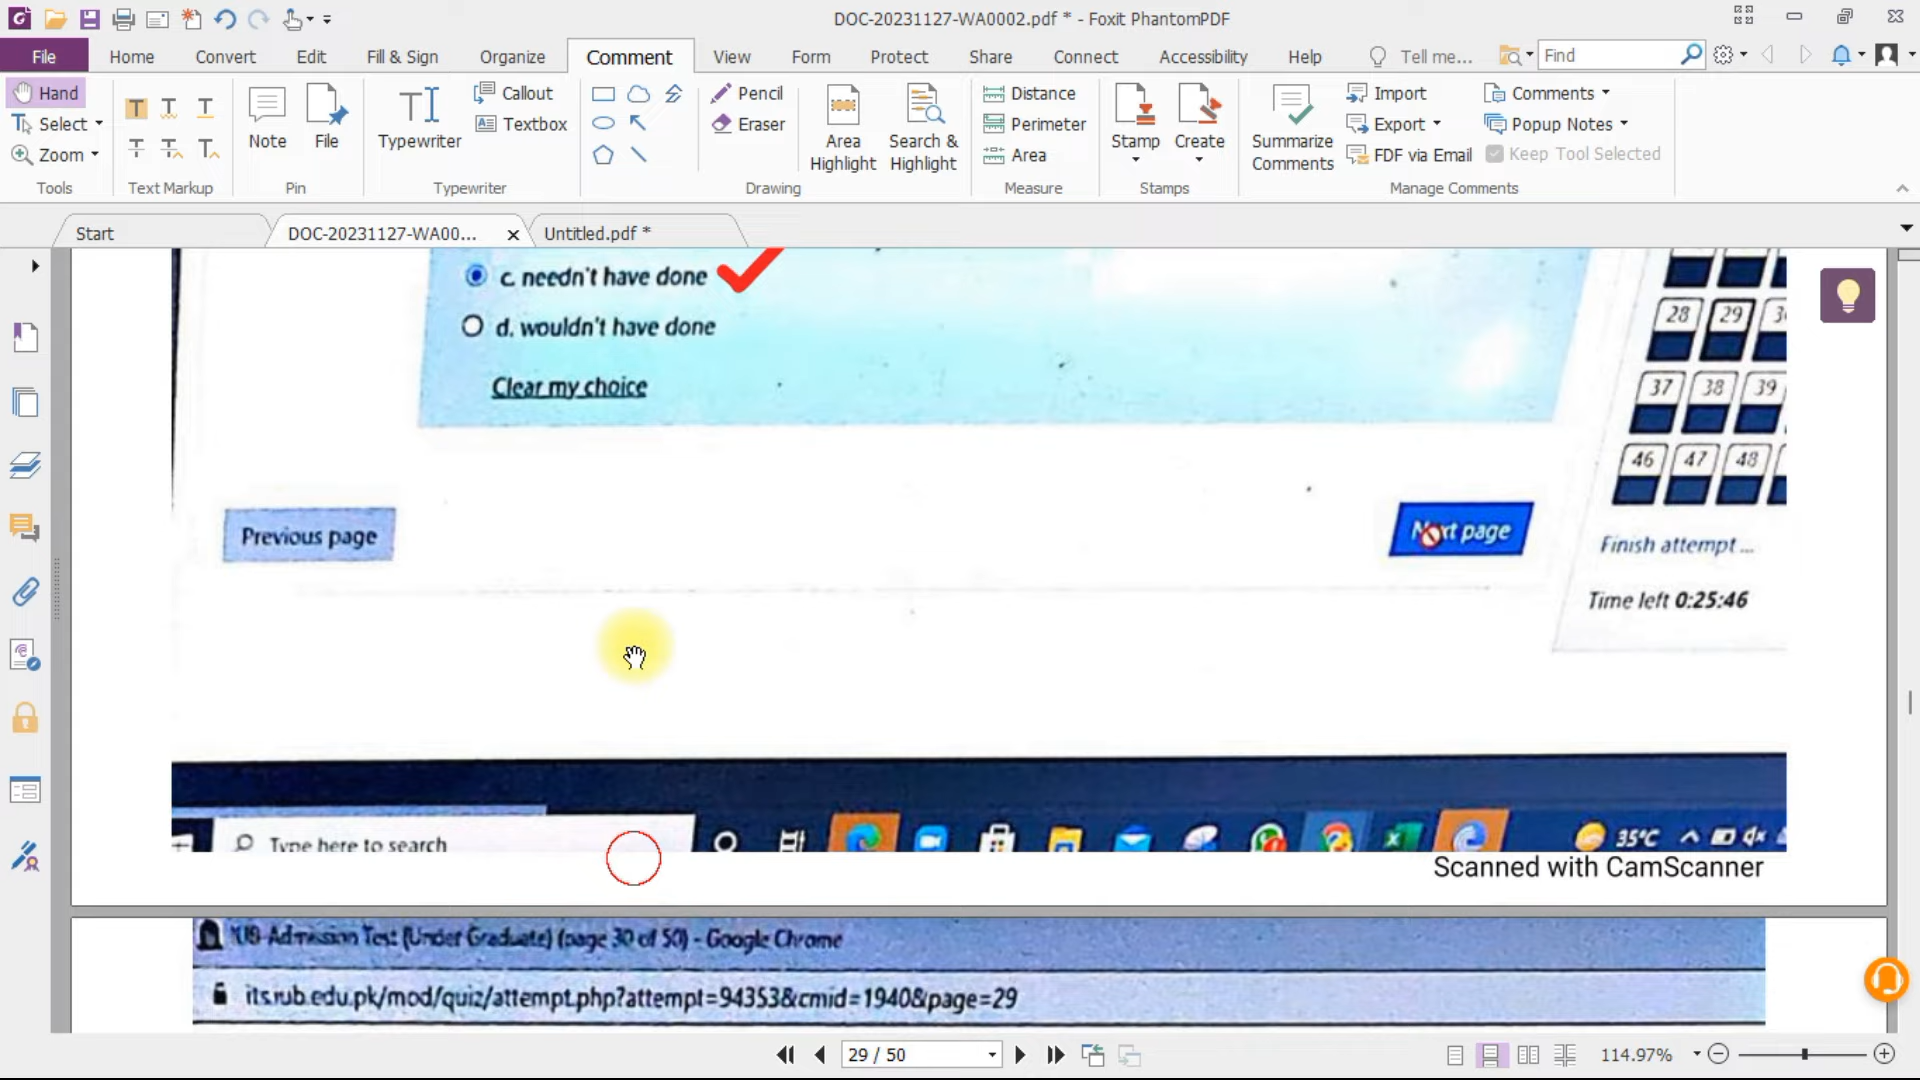 DOC-20231127-WA0002.pdf * - Foxit PhantomPDF
File Home Convert Edit Fill & Sign Organize Comment View Form Protect Share Connect Accessibility Help Tell me... Find
Hand
Select
Zoom
Tools
Text Markup
Note
File
Pin
Typewriter
Callout
Textbox
Typewriter
Pencil
Eraser
Area Highlight
Search & Highlight
Drawing
Distance
Perimeter
Area
Measure
Stamp
Create
Stamps
Summarize Comments
Import
Export
FDF via Email
Comments
Popup Notes
Keep Tool Selected
Manage Comments
Start DOC-20231127-WA00... Untitled.pdf *
c. needn't have done
d. wouldn't have done
Clear my choice
28 29
37 38 39
46 47 48
Previous page
Next page
Finish attempt ...
Time left 0:25:46
Type here to search
35°C
Scanned with CamScanner
Admission Test (Under Graduate) (page 30 of 50) - Google Chrome
its.rub.edu.pk/mod/quiz/attempt.php?attempt=94353&cmid=1940&page=29
29 / 50
114.97%